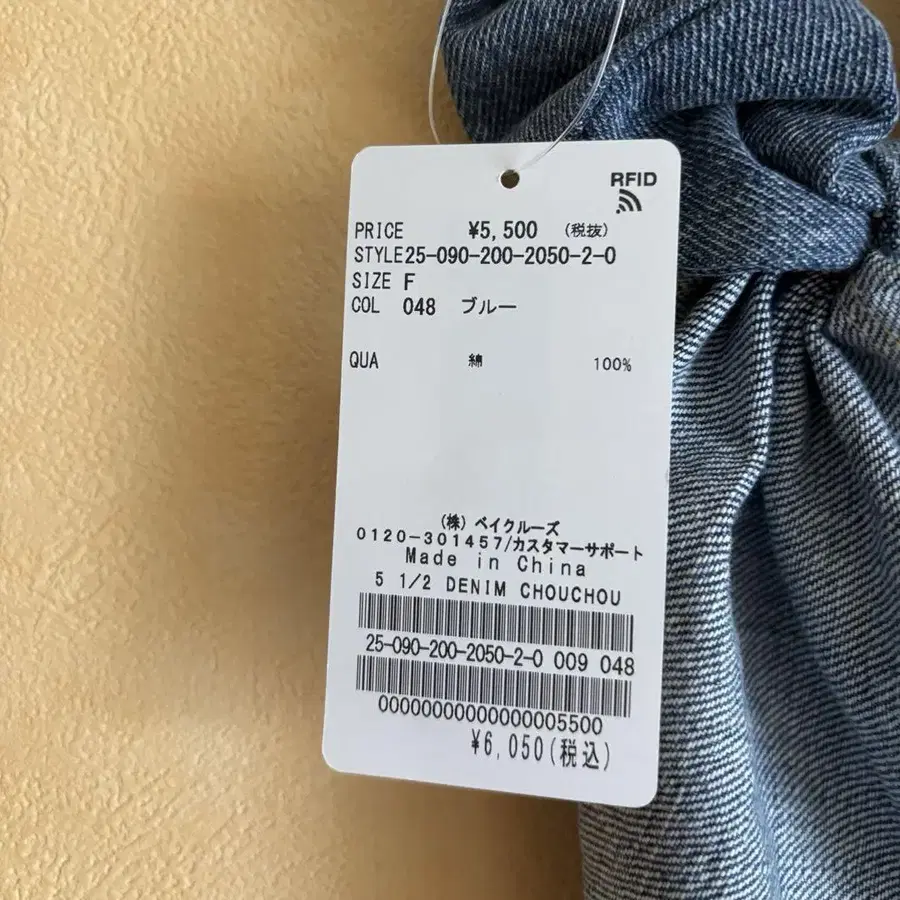 RFID
PRICE ¥5,500 (税抜)
STYLE25-090-200-2050-2-0
SIZE F
COL 048 ブルー
QUA 綿 100%
(株) ベイクルーズ
0120-301457/カスタマーサポート
Made in China
5 1/2 DENIM CHOUCHOU
25-090-200-2050-2-0 009 048
00000000000000005500
¥6,050(税込)